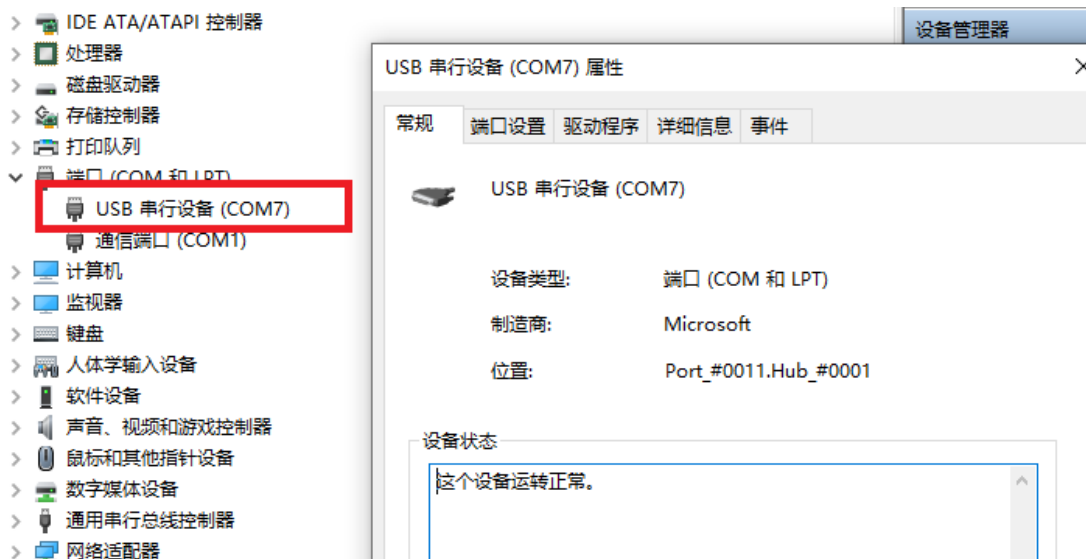 IDE ATA/ATAPI 控制器
处理器
磁盘驱动器
存储控制器
打印队列
端口 (COM 和 LPT)
USB 串行设备 (COM7)
通信端口 (COM1)
计算机
监视器
键盘
人体学输入设备
软件设备
声音、视频和游戏控制器
鼠标和其他指针设备
数字媒体设备
通用串行总线控制器
网络适配器
设备管理器
USB 串行设备 (COM7) 属性
常规 端口设置 驱动程序 详细信息 事件
USB 串行设备 (COM7)
设备类型: 端口 (COM 和 LPT)
制造商: Microsoft
位置: Port_#0011.Hub_#0001
设备状态
这个设备运转正常。